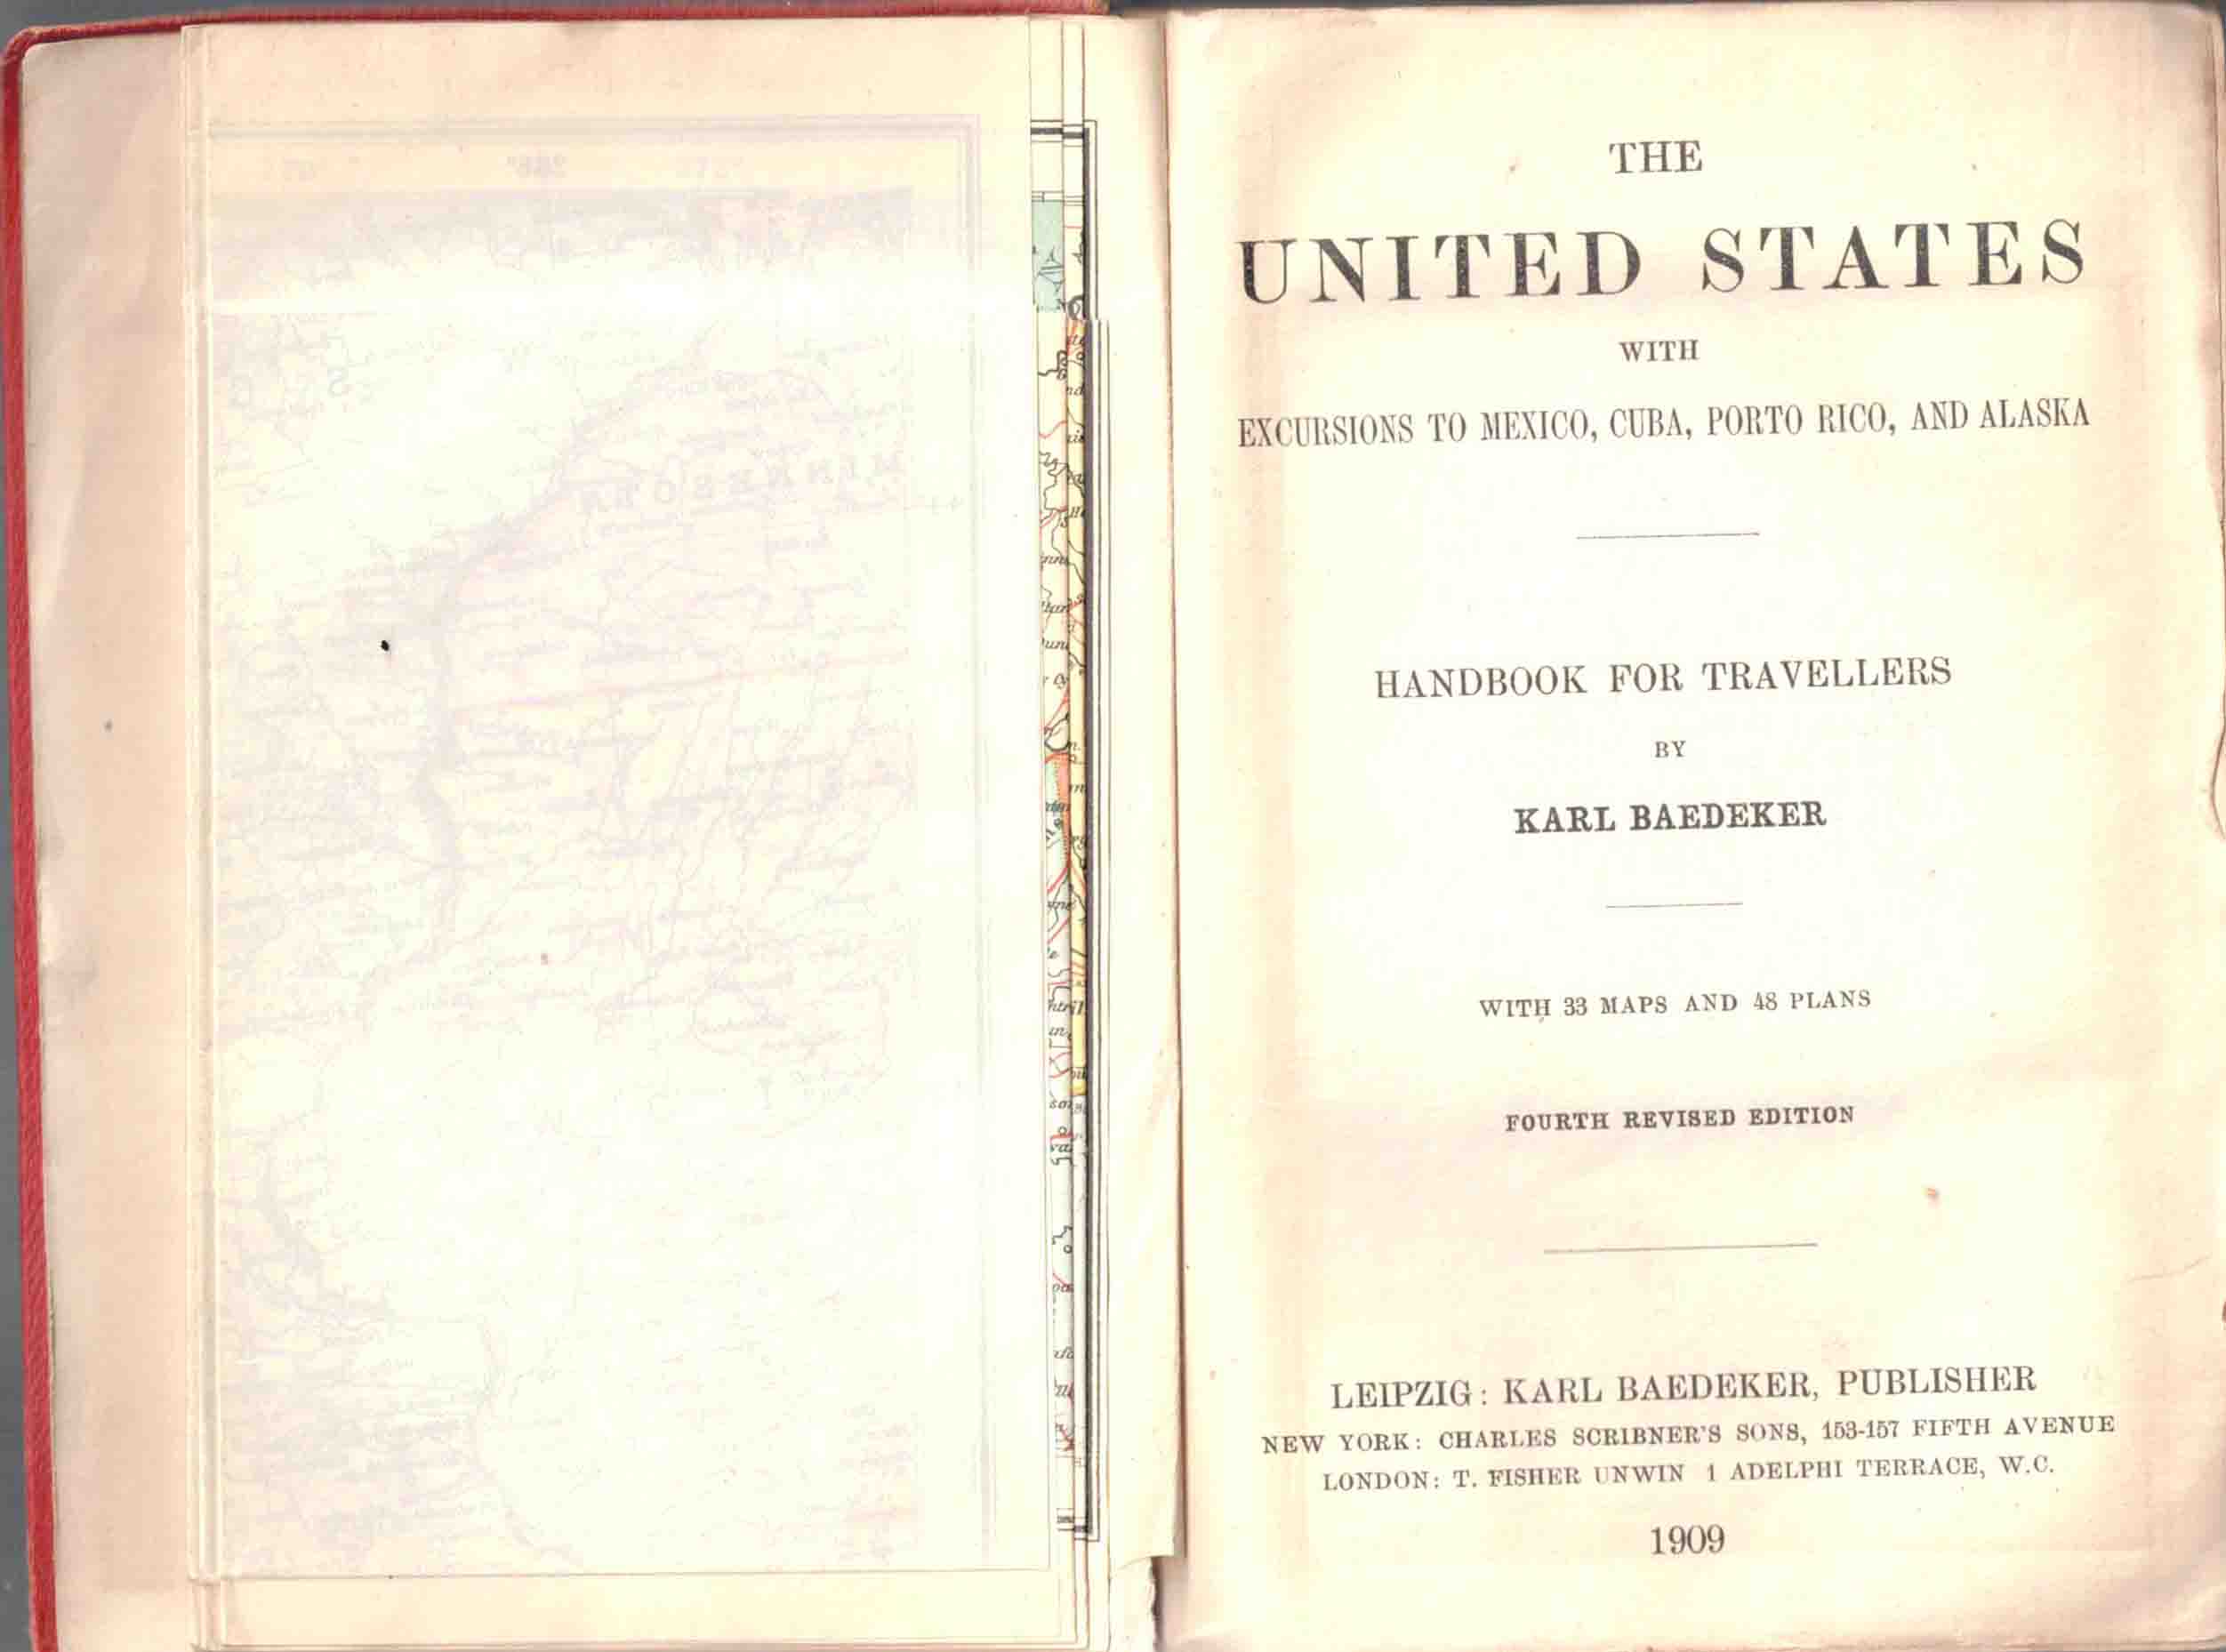 THE
UNITED STATES
WITH
EXCURSIONS TO MEXICO, CUBA, PORTO RICO, AND ALASKA
HANDBOOK FOR TRAVELLERS
BY
KARL BAEDEKER
WITH 33 MAPS AND 48 PLANS
FOURTH REVISED EDITION
LEIPZIG: KARL BAEDEKER, PUBLISHER
NEW YORK: CHARLES SCRIBNER'S SONS, 153-157 FIFTH AVENUE
LONDON: T. FISHER UNWIN 1 ADELPHI TERRACE, W.C.
1909